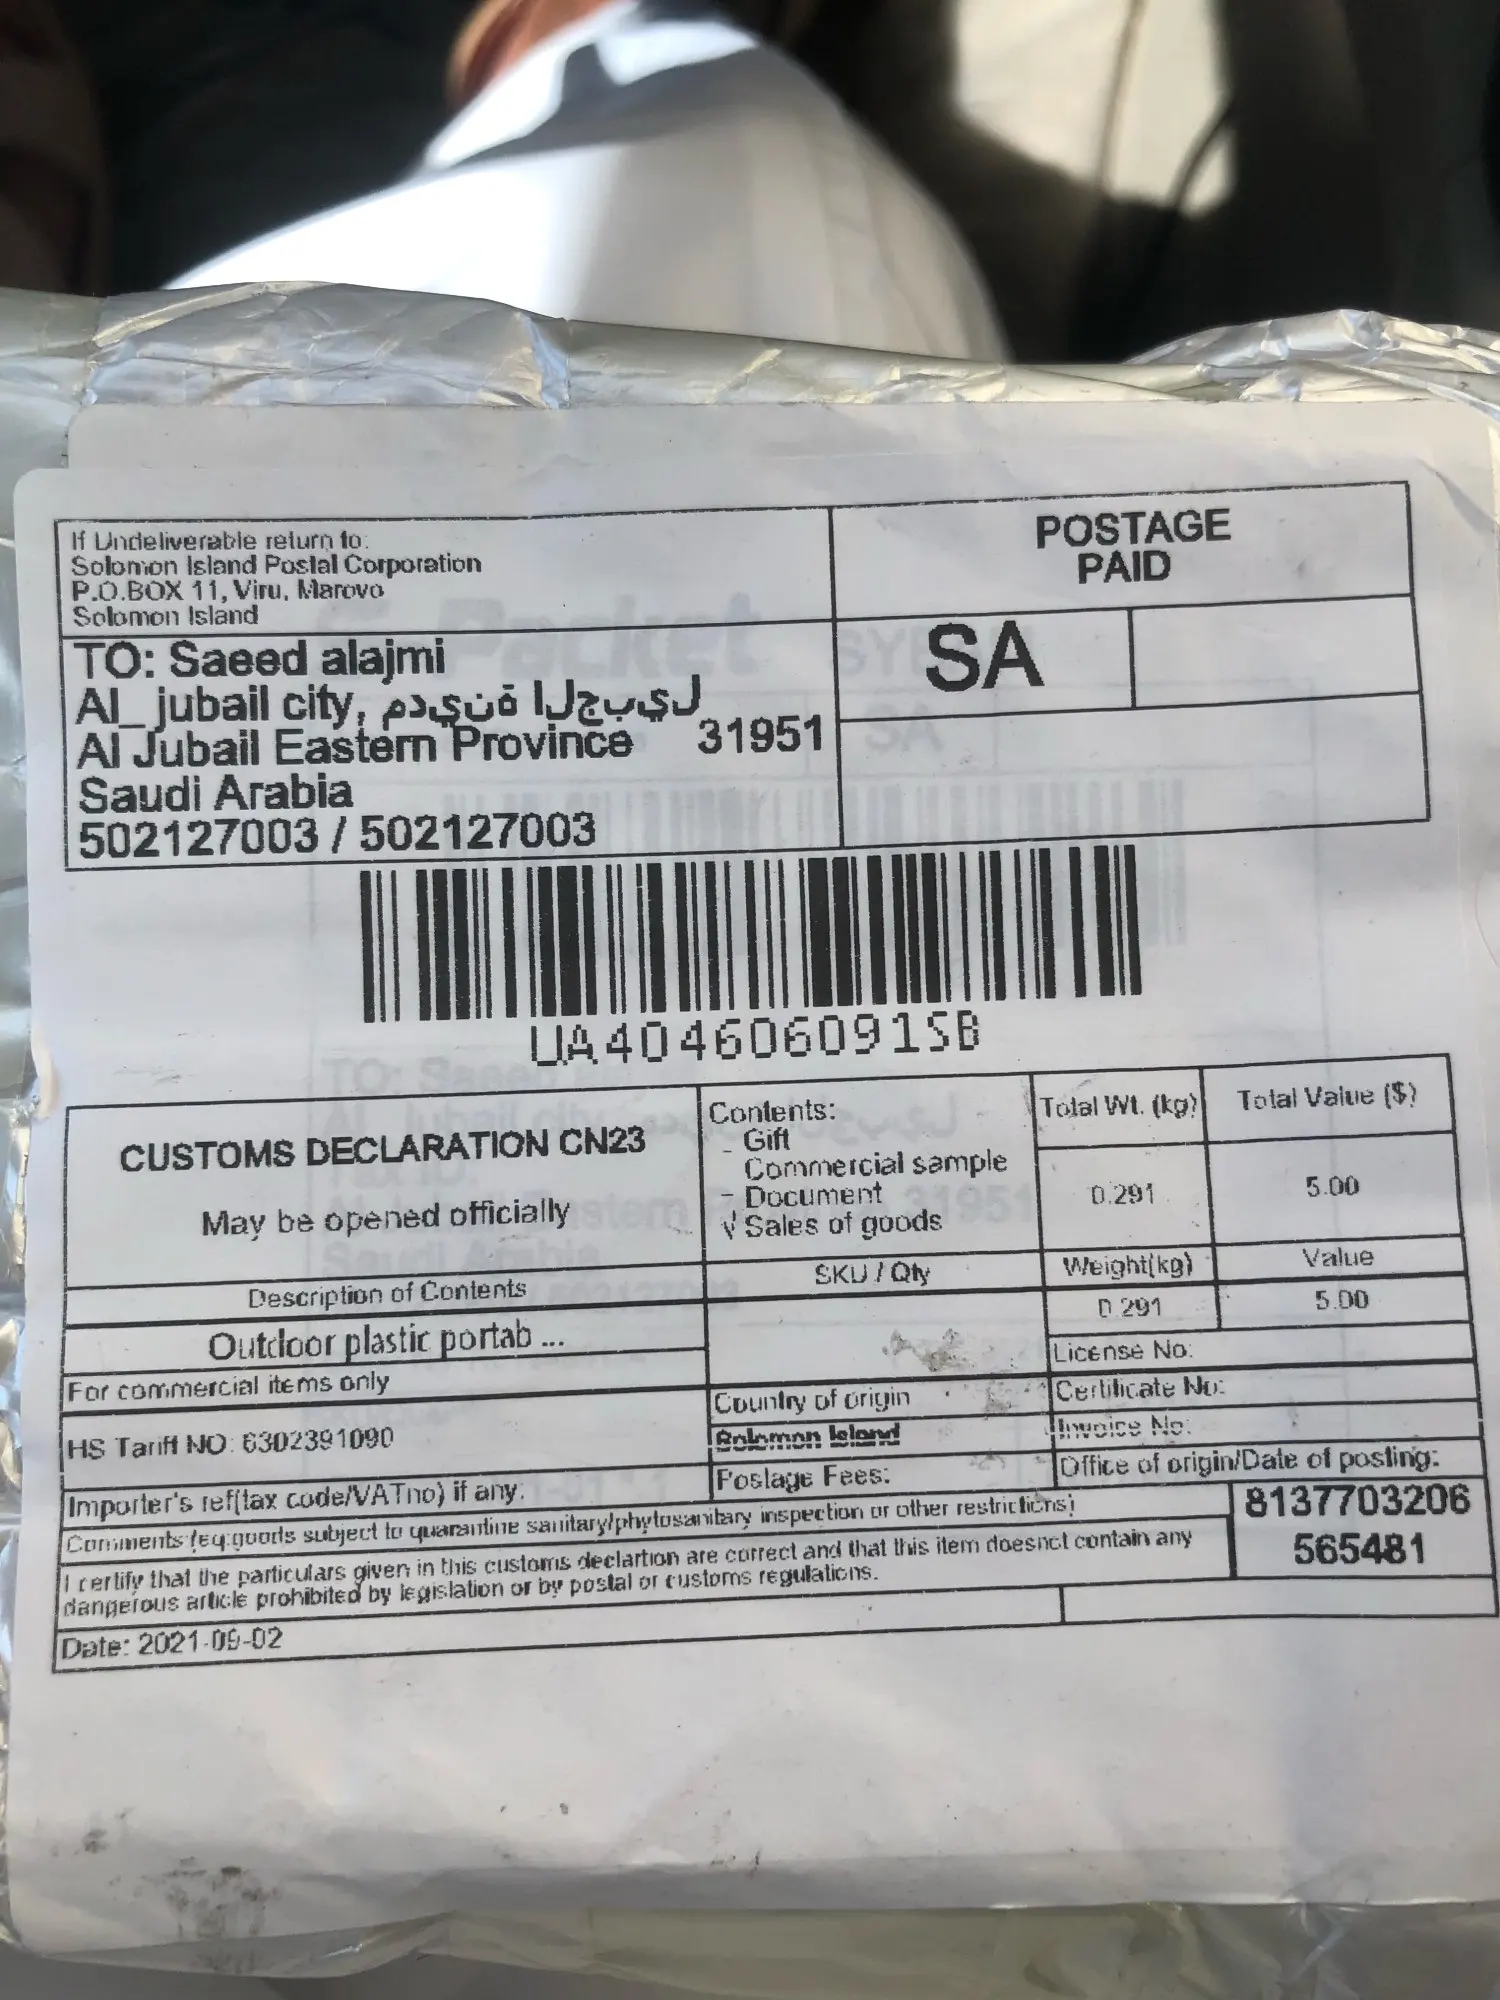 If Undeliverable return to:
Solomon Island Postal Corporation
P.O.BOX 11, Viru, Marovo
Solomon Island
POSTAGE
PAID
SA
TO: Saeed alajmi
Al_jubail city, مدينة الجبيل
Al Jubail Eastern Province 31951
Saudi Arabia
502127003 / 502127003
UA404606091SB
CUSTOMS DECLARATION CN23
May be opened officially
Contents:
- Gift
Commercial sample
- Document
√ Sales of goods
Total Wt. (kg)
Total Value ($)
0.291
5.00
Description of Contents
SKU / Qty
Weight(kg)
Value
Outdoor plastic portab ...
0.291
5.00
For commercial items only
License No:
HS Tariff NO: 6302391090
Country of origin
Solomon Island
Certificate No:
Invoice No:
Importer's ref(tax code/VATno) if any:
Postage Fees:
Office of origin/Date of posting:
Comments(eq:goods subject to quarantine sanitary/phytosanitary inspection or other restrictions)
8137703206
565481
I certify that the particulars given in this customs declartion are correct and that this item doesnct contain any
dangerous article prohibited by legislation or by postal or customs regulations.
Date: 2021-09-02